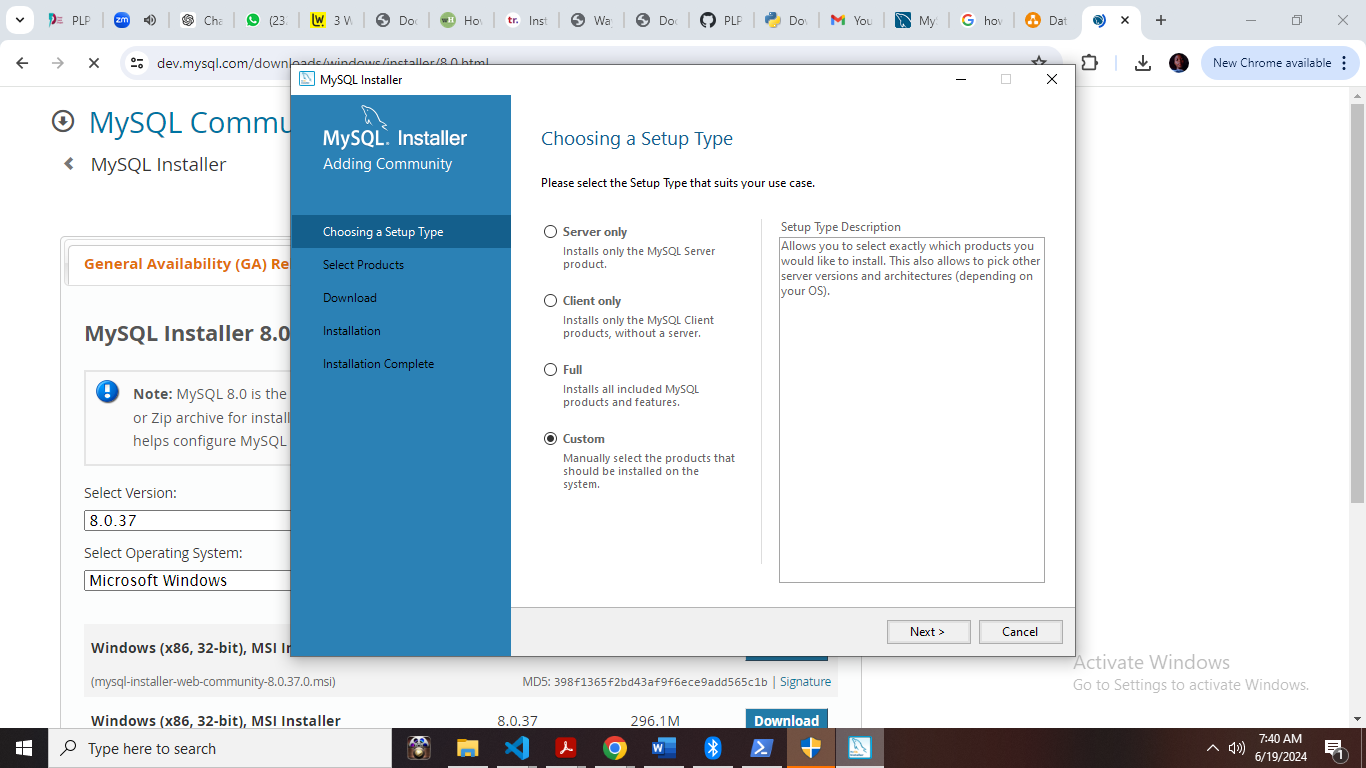 PLP
Cha
(23
3 W
Doc
How
Inst
Way
Doc
PLP
Dov
You
My
how
Dat
dev.mysql.com/downloads/windows/installer/8.0.html
New Chrome available
MySQL Commu
MySQL Installer
General Availability (GA) Re
MySQL Installer 8.0
Note: MySQL 8.0 is the
or Zip archive for install
helps configure MySQL
Select Version:
8.0.37
Select Operating System:
Microsoft Windows
Windows (x86, 32-bit), MSI In
(mysql-installer-web-community-8.0.37.0.msi)
MD5: 398f1365f2bd43af9f6ece9add565c1b | Signature
Windows (x86, 32-bit), MSI Installer
8.0.37
296.1M
Download
MySQL Installer
MySQL. Installer
Adding Community
Choosing a Setup Type
Select Products
Download
Installation
Installation Complete
Choosing a Setup Type
Please select the Setup Type that suits your use case.
Server only
Installs only the MySQL Server
product.
Client only
Installs only the MySQL Client
products, without a server.
Full
Installs all included MySQL
products and features.
Custom
Manually select the products that
should be installed on the
system.
Setup Type Description
Allows you to select exactly which products you
would like to install. This also allows to pick other
server versions and architectures (depending on
your OS).
Next >
Cancel
Activate Windows
Go to Settings to activate Windows.
Type here to search
7:40 AM
6/19/2024
1